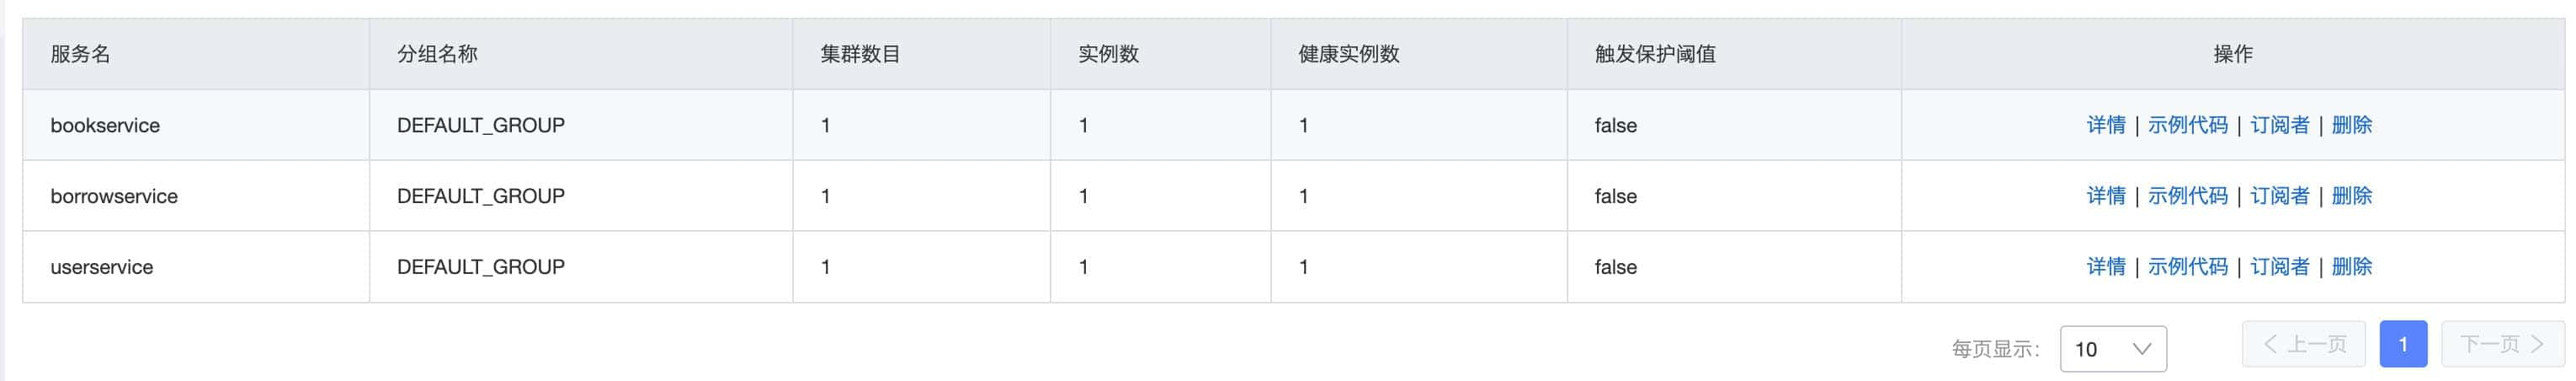 服务名 分组名称 集群数目 实例数 健康实例数 触发保护阈值 操作
bookservice DEFAULT_GROUP 1 1 1 false 详情 | 示例代码 | 订阅者 | 删除
borrowservice DEFAULT_GROUP 1 1 1 false 详情 | 示例代码 | 订阅者 | 删除
userservice DEFAULT_GROUP 1 1 1 false 详情 | 示例代码 | 订阅者 | 删除
每页显示: 10 上一页 1 下一页